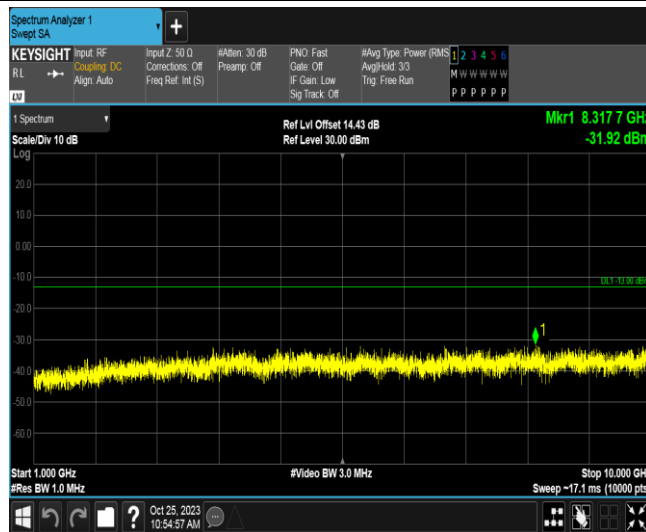 Spectrum Analyzer 1
Swept SA
+
KEYSIGHT
RL
LXI
Input: RF
Coupling: DC
Align: Auto
Input Z: 50 Ω
Corrections: Off
Freq Ref: Int (S)
#Atten: 30 dB
Preamp: Off
PNO: Fast
Gate: Off
IF Gain: Low
Sig Track: Off
#Avg Type: Power (RMS
Avg|Hold: 3/3
Trig: Free Run
1 2 3 4 5 6
M W W W W W
P P P P P P
1 Spectrum
Scale/Div 10 dB
Log
Ref Lvl Offset 14.43 dB
Ref Level 30.00 dBm
Mkr1 8.317 7 GHz
-31.92 dBm
20.0
10.0
0.00
-10.0
DL1 -13.00 dBm
-20.0
-30.0
1
-40.0
-50.0
-60.0
Start 1.000 GHz
#Res BW 1.0 MHz
#Video BW 3.0 MHz
Stop 10.000 GH
Sweep ~17.1 ms (10000 pts
?
Oct 25, 2023
10:54:57 AM